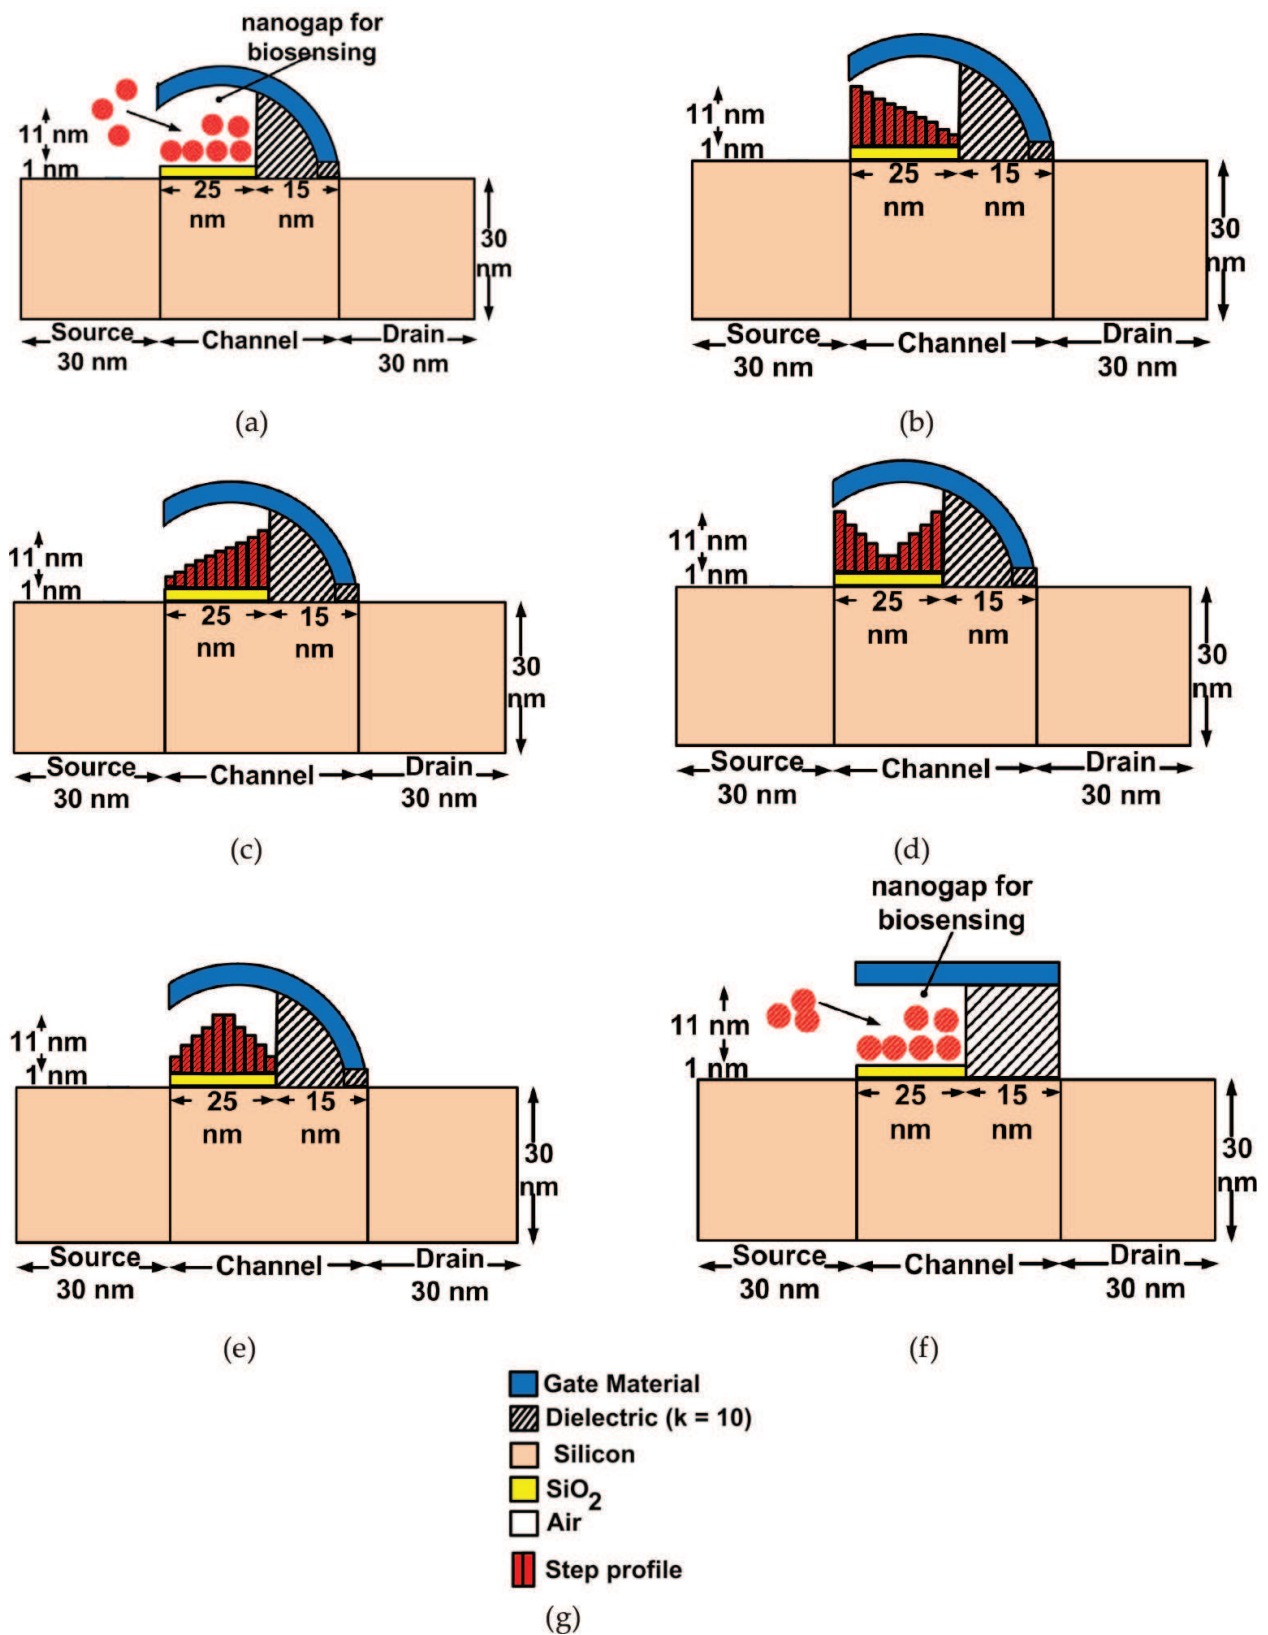 nanogap for
biosensing
11 nm
1 nm
25
nm
15
nm
30
nm
Source
30 nm
Channel
Drain
30 nm
(a)
11 nm
1 nm
25
nm
15
nm
30
nm
Source
30 nm
Channel
Drain
30 nm
(b)
11 nm
1 nm
25
nm
15
nm
30
nm
Source
30 nm
Channel
Drain
30 nm
(c)
11 nm
1 nm
25
nm
15
nm
30
nm
Source
30 nm
Channel
Drain
30 nm
(d)
11 nm
1 nm
25
nm
15
nm
30
nm
Source
30 nm
Channel
Drain
30 nm
(e)
nanogap for
biosensing
11 nm
1 nm
25
nm
15
nm
30
nm
Source
30 nm
Channel
Drain
30 nm
(f)
Gate Material
Dielectric (k = 10)
Silicon
SiO2
Air
Step profile
(g)